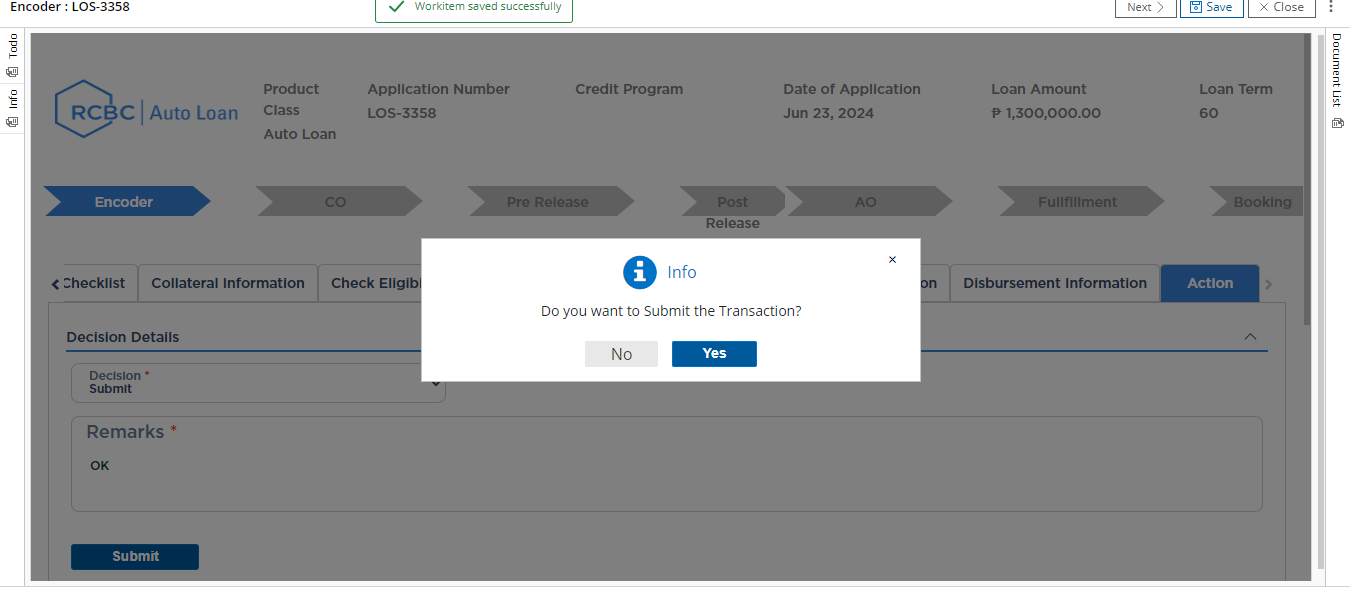 Encoder : LOS-3358
Workitem saved successfully
Next
Save
Close
Todo
Info
Document List
RCBC Auto Loan
Product Class
Auto Loan
Application Number
LOS-3358
Credit Program
Date of Application
Jun 23, 2024
Loan Amount
₱ 1,300,000.00
Loan Term
60
Encoder
CO
Pre Release
Post Release
AO
Fullfillment
Booking
Checklist
Collateral Information
Check Eligibi
on
Disbursement Information
Action
Info
×
Do you want to Submit the Transaction?
No
Yes
Decision Details
Decision *
Submit
Remarks *
OK
Submit